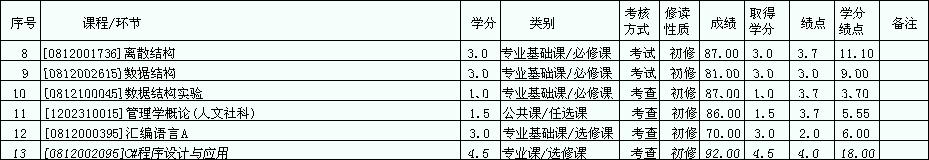 序号 课程/环节 学分 类别 考核方式 修读性质 成绩 取得学分 绩点 学分绩点 备注
8 [0812001736]离散结构 3.0 专业基础课/必修课 考试 初修 87.00 3.0 3.7 11.10
9 [0812002615]数据结构 3.0 专业基础课/必修课 考试 初修 81.00 3.0 3.0 9.00
10 [0812100045]数据结构实验 1.0 专业基础课/必修课 考查 初修 87.00 1.0 3.7 3.70
11 [1202310015]管理学概论(人文社科) 1.5 公共课/任选课 考查 初修 86.00 1.5 3.7 5.55
12 [0812000395]汇编语言A 3.0 专业基础课/选修课 考查 初修 70.00 3.0 2.0 6.00
13 [0812002095]C#程序设计与应用 4.5 专业课/选修课 考查 初修 92.00 4.5 4.0 18.00